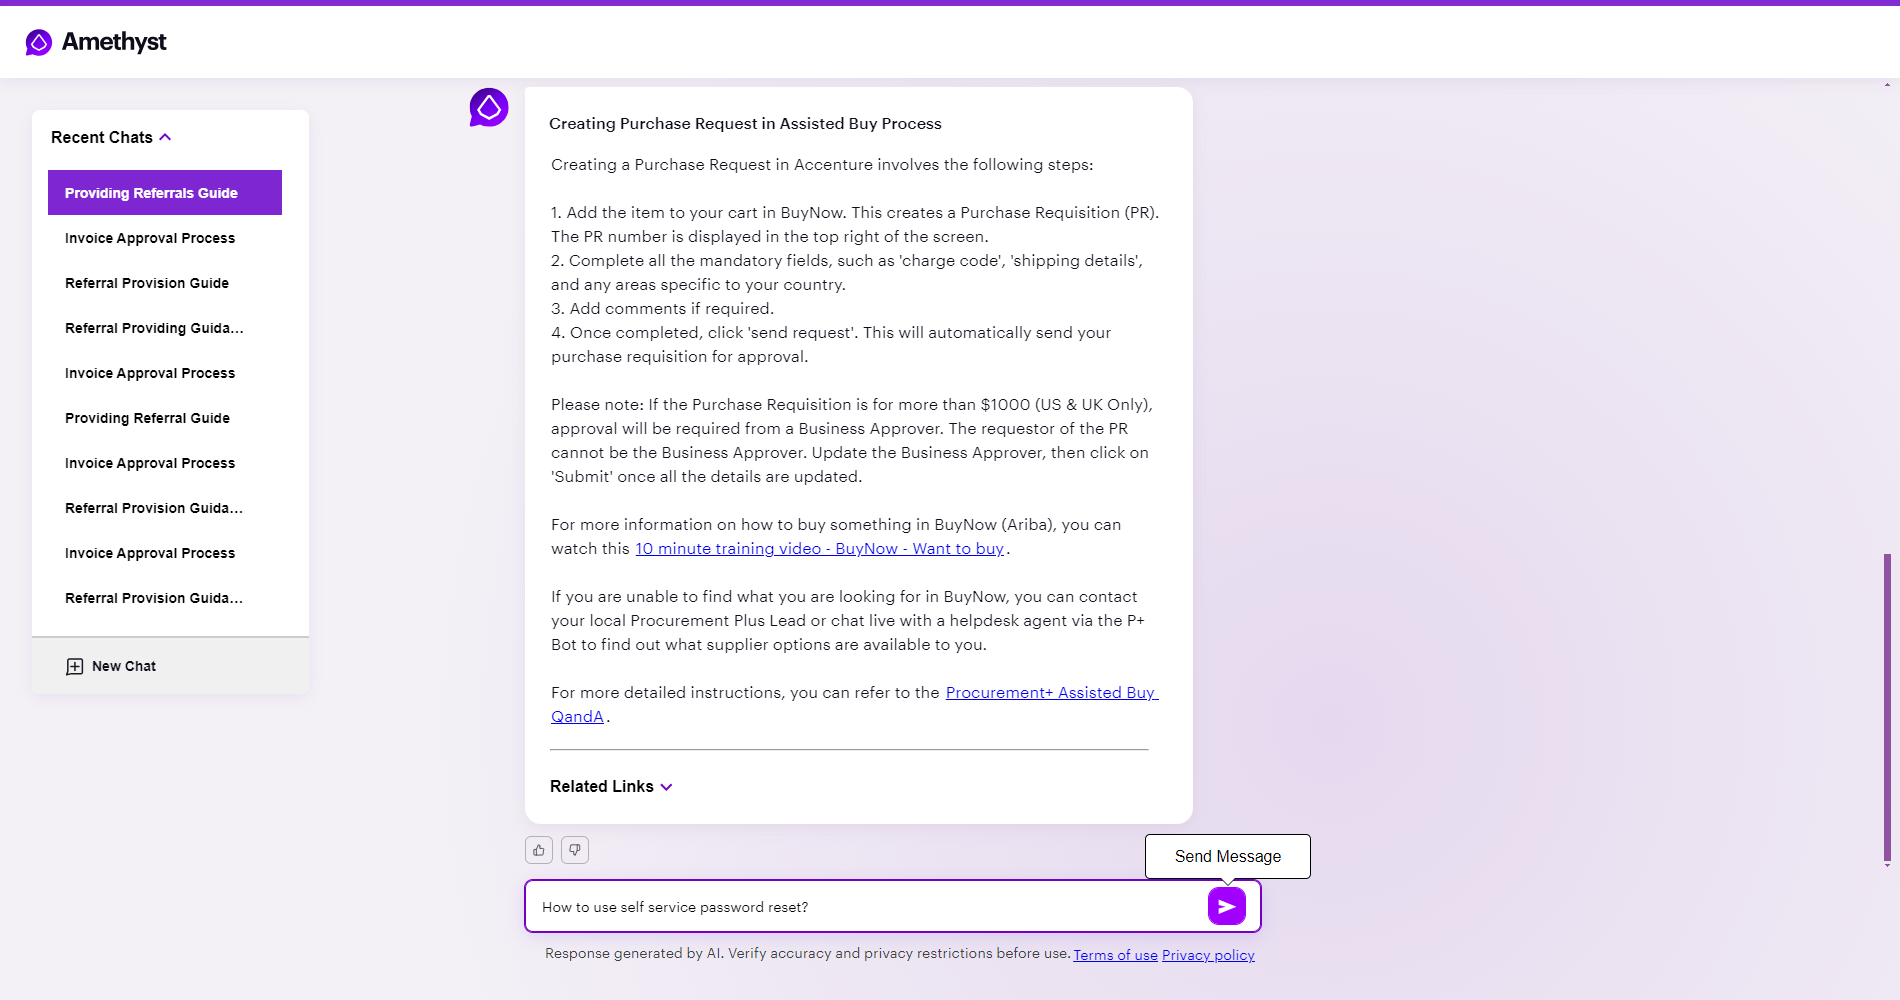 Amethyst
Recent Chats
Providing Referrals Guide
Invoice Approval Process
Referral Provision Guide
Referral Providing Guida...
Invoice Approval Process
Providing Referral Guide
Invoice Approval Process
Referral Provision Guida...
Invoice Approval Process
Referral Provision Guida...
New Chat
Creating Purchase Request in Assisted Buy Process
Creating a Purchase Request in Accenture involves the following steps:
1. Add the item to your cart in BuyNow. This creates a Purchase Requisition (PR).
The PR number is displayed in the top right of the screen.
2. Complete all the mandatory fields, such as 'charge code', 'shipping details',
and any areas specific to your country.
3. Add comments if required.
4. Once completed, click 'send request'. This will automatically send your
purchase requisition for approval.
Please note: If the Purchase Requisition is for more than $1000 (US & UK Only),
approval will be required from a Business Approver. The requestor of the PR
cannot be the Business Approver. Update the Business Approver, then click on
'Submit' once all the details are updated.
For more information on how to buy something in BuyNow (Ariba), you can
watch this 10 minute training video - BuyNow - Want to buy.
If you are unable to find what you are looking for in BuyNow, you can contact
your local Procurement Plus Lead or chat live with a helpdesk agent via the P+
Bot to find out what supplier options are available to you.
For more detailed instructions, you can refer to the Procurement+ Assisted Buy
QandA.
Related Links
Send Message
How to use self service password reset?
Response generated by AI. Verify accuracy and privacy restrictions before use. Terms of use Privacy policy